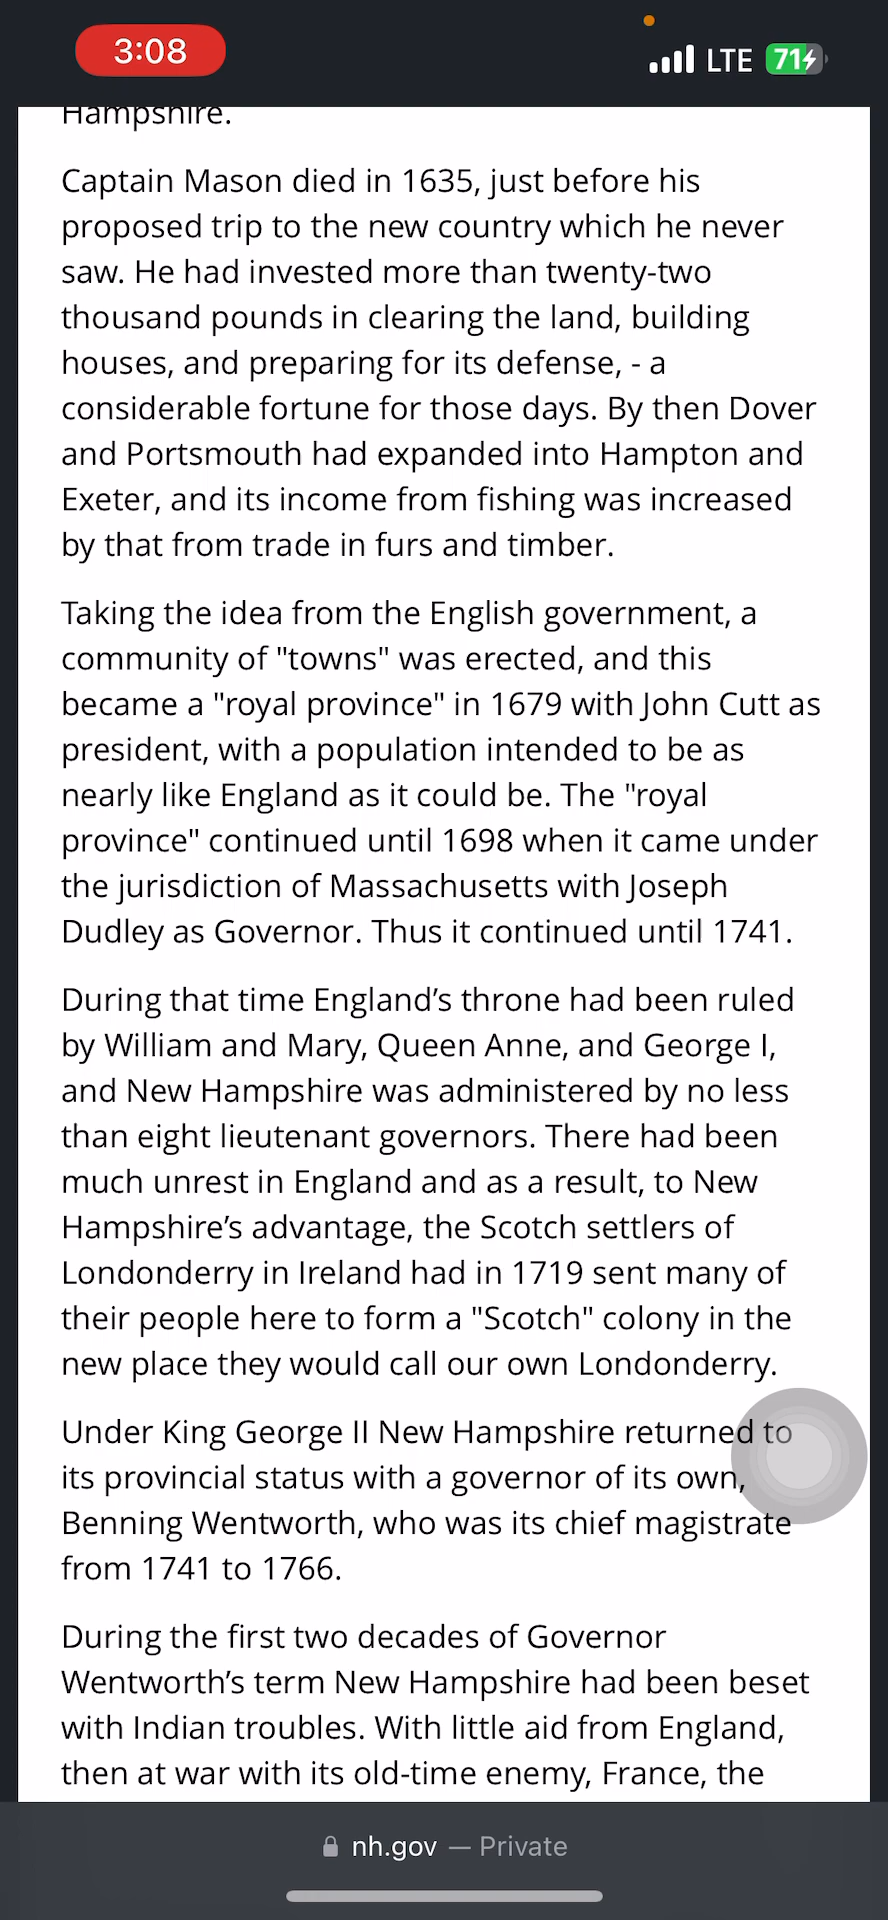 3:08
LTE 71
Hampshire.
Captain Mason died in 1635, just before his
proposed trip to the new country which he never
saw. He had invested more than twenty-two
thousand pounds in clearing the land, building
houses, and preparing for its defense, - a
considerable fortune for those days. By then Dover
and Portsmouth had expanded into Hampton and
Exeter, and its income from fishing was increased
by that from trade in furs and timber.
Taking the idea from the English government, a
community of "towns" was erected, and this
became a "royal province" in 1679 with John Cutt as
president, with a population intended to be as
nearly like England as it could be. The "royal
province" continued until 1698 when it came under
the jurisdiction of Massachusetts with Joseph
Dudley as Governor. Thus it continued until 1741.
During that time England’s throne had been ruled
by William and Mary, Queen Anne, and George I,
and New Hampshire was administered by no less
than eight lieutenant governors. There had been
much unrest in England and as a result, to New
Hampshire’s advantage, the Scotch settlers of
Londonderry in Ireland had in 1719 sent many of
their people here to form a "Scotch" colony in the
new place they would call our own Londonderry.
Under King George II New Hampshire returned to
its provincial status with a governor of its own,
Benning Wentworth, who was its chief magistrate
from 1741 to 1766.
During the first two decades of Governor
Wentworth’s term New Hampshire had been beset
with Indian troubles. With little aid from England,
then at war with its old-time enemy, France, the
nh.gov — Private